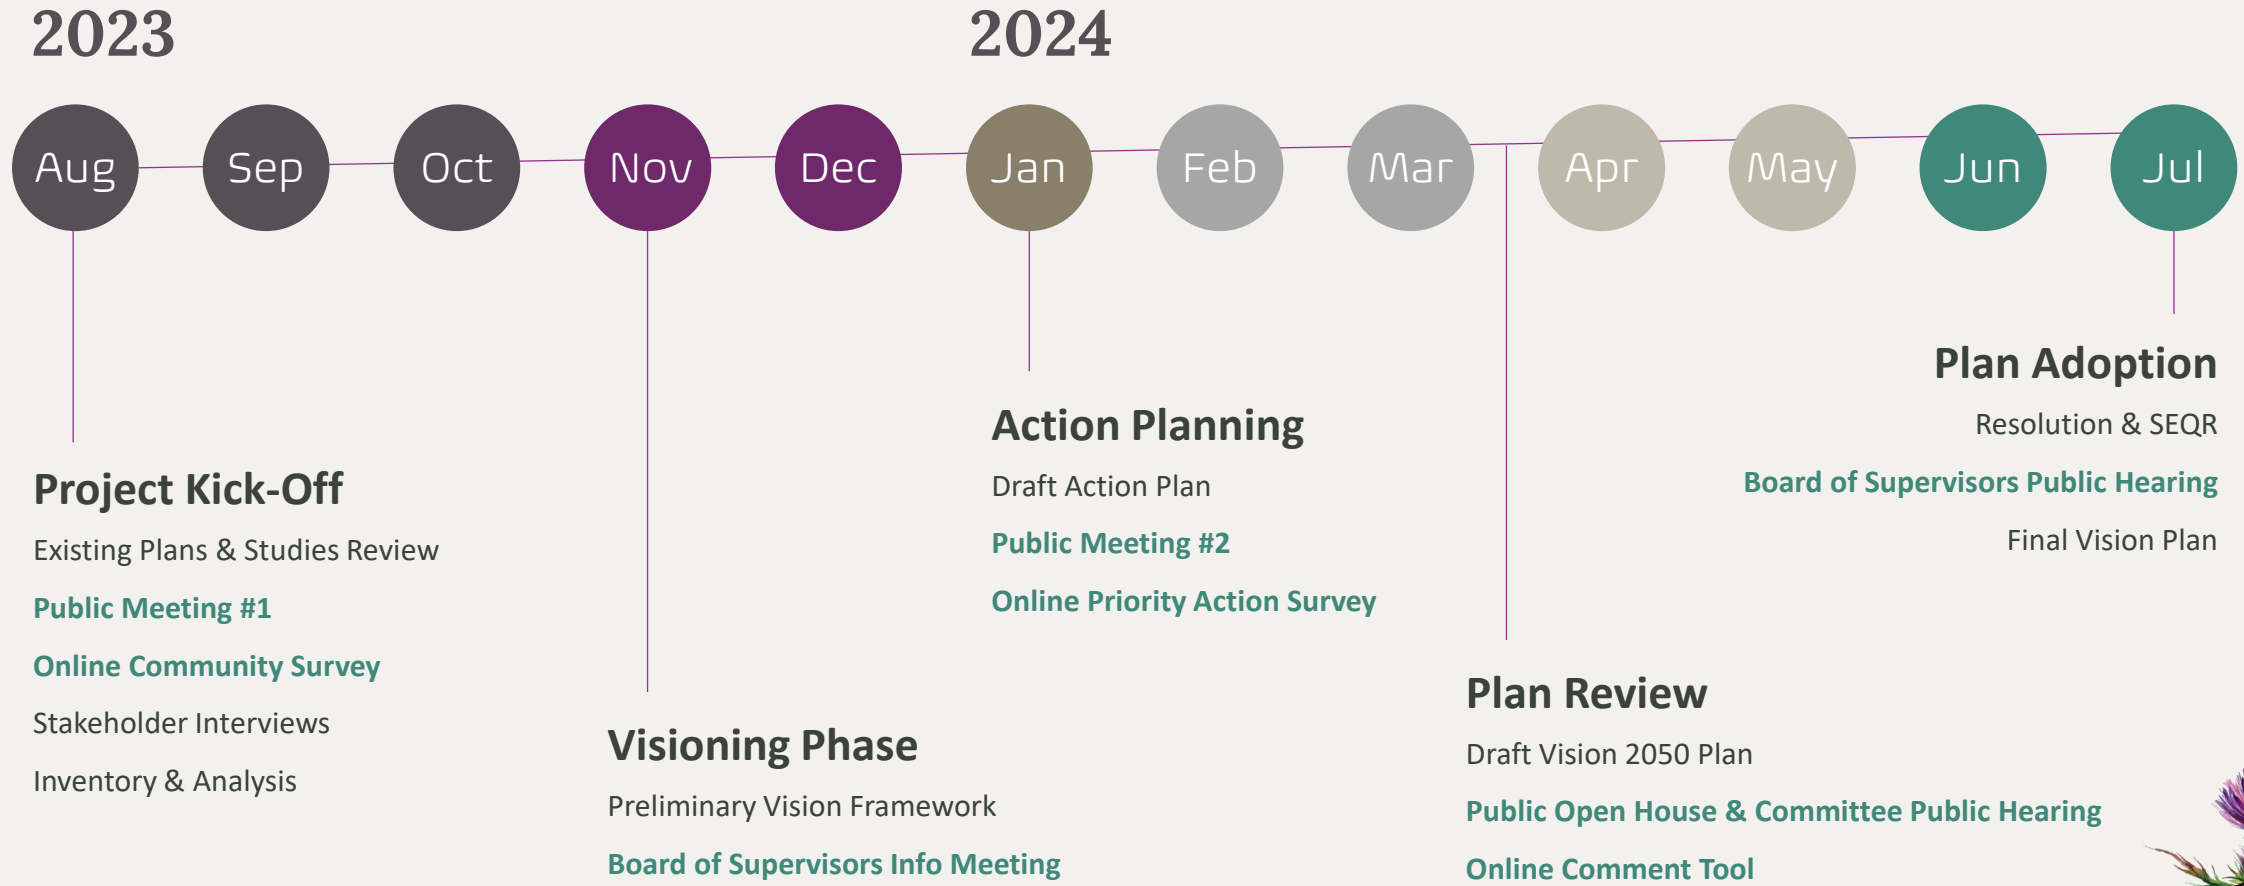 2023
2024
Aug
Sep
Oct
Nov
Dec
Jan
Feb
Mar
Apr
May
Jun
Jul
Project Kick-Off
Existing Plans & Studies Review
Public Meeting #1
Online Community Survey
Stakeholder Interviews
Inventory & Analysis
Visioning Phase
Preliminary Vision Framework
Board of Supervisors Info Meeting
Action Planning
Draft Action Plan
Public Meeting #2
Online Priority Action Survey
Plan Review
Draft Vision 2050 Plan
Public Open House & Committee Public Hearing
Online Comment Tool
Plan Adoption
Resolution & SEQR
Board of Supervisors Public Hearing
Final Vision Plan